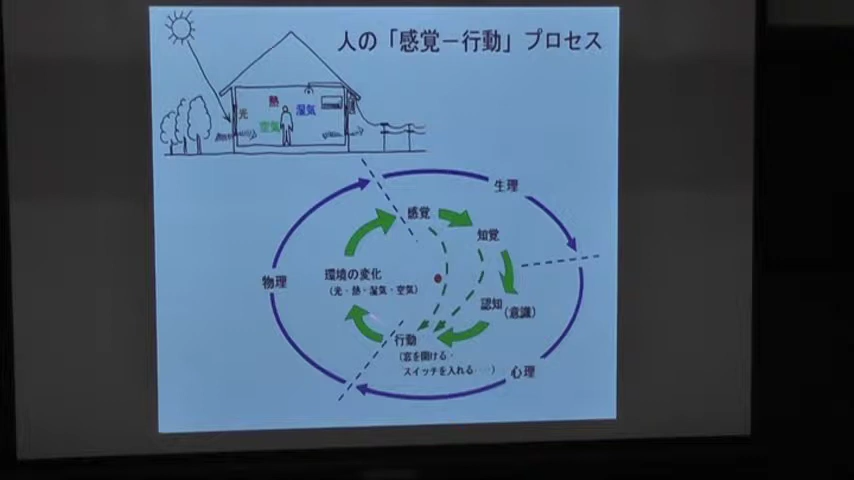 人の「感覚－行動」プロセス
光
熱
湿気
空気
生理
感覚
知覚
物理
環境の変化
（光・熱・湿気・空気）
認知
（意識）
行動
（窓を開ける・
スイッチを入れる・・・）
心理